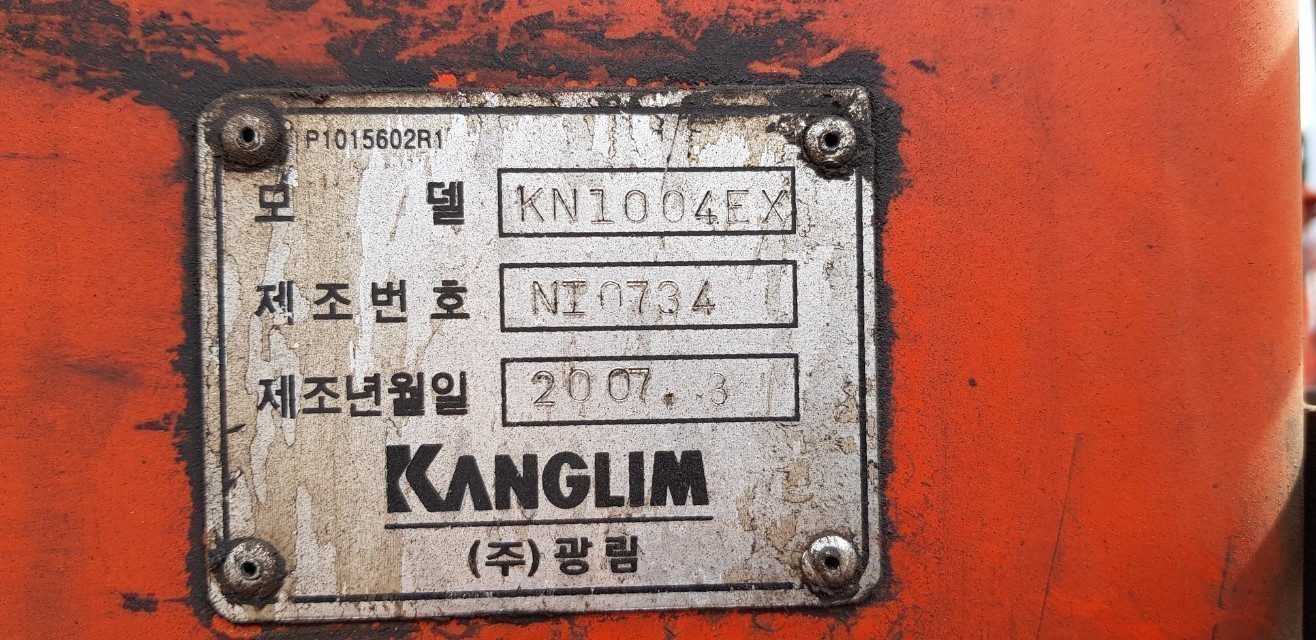 P1015602R1
모 델 KN1004EX
제조번호 NI0734
제조년월일 2007. 3
KANGLIM
(주)광림